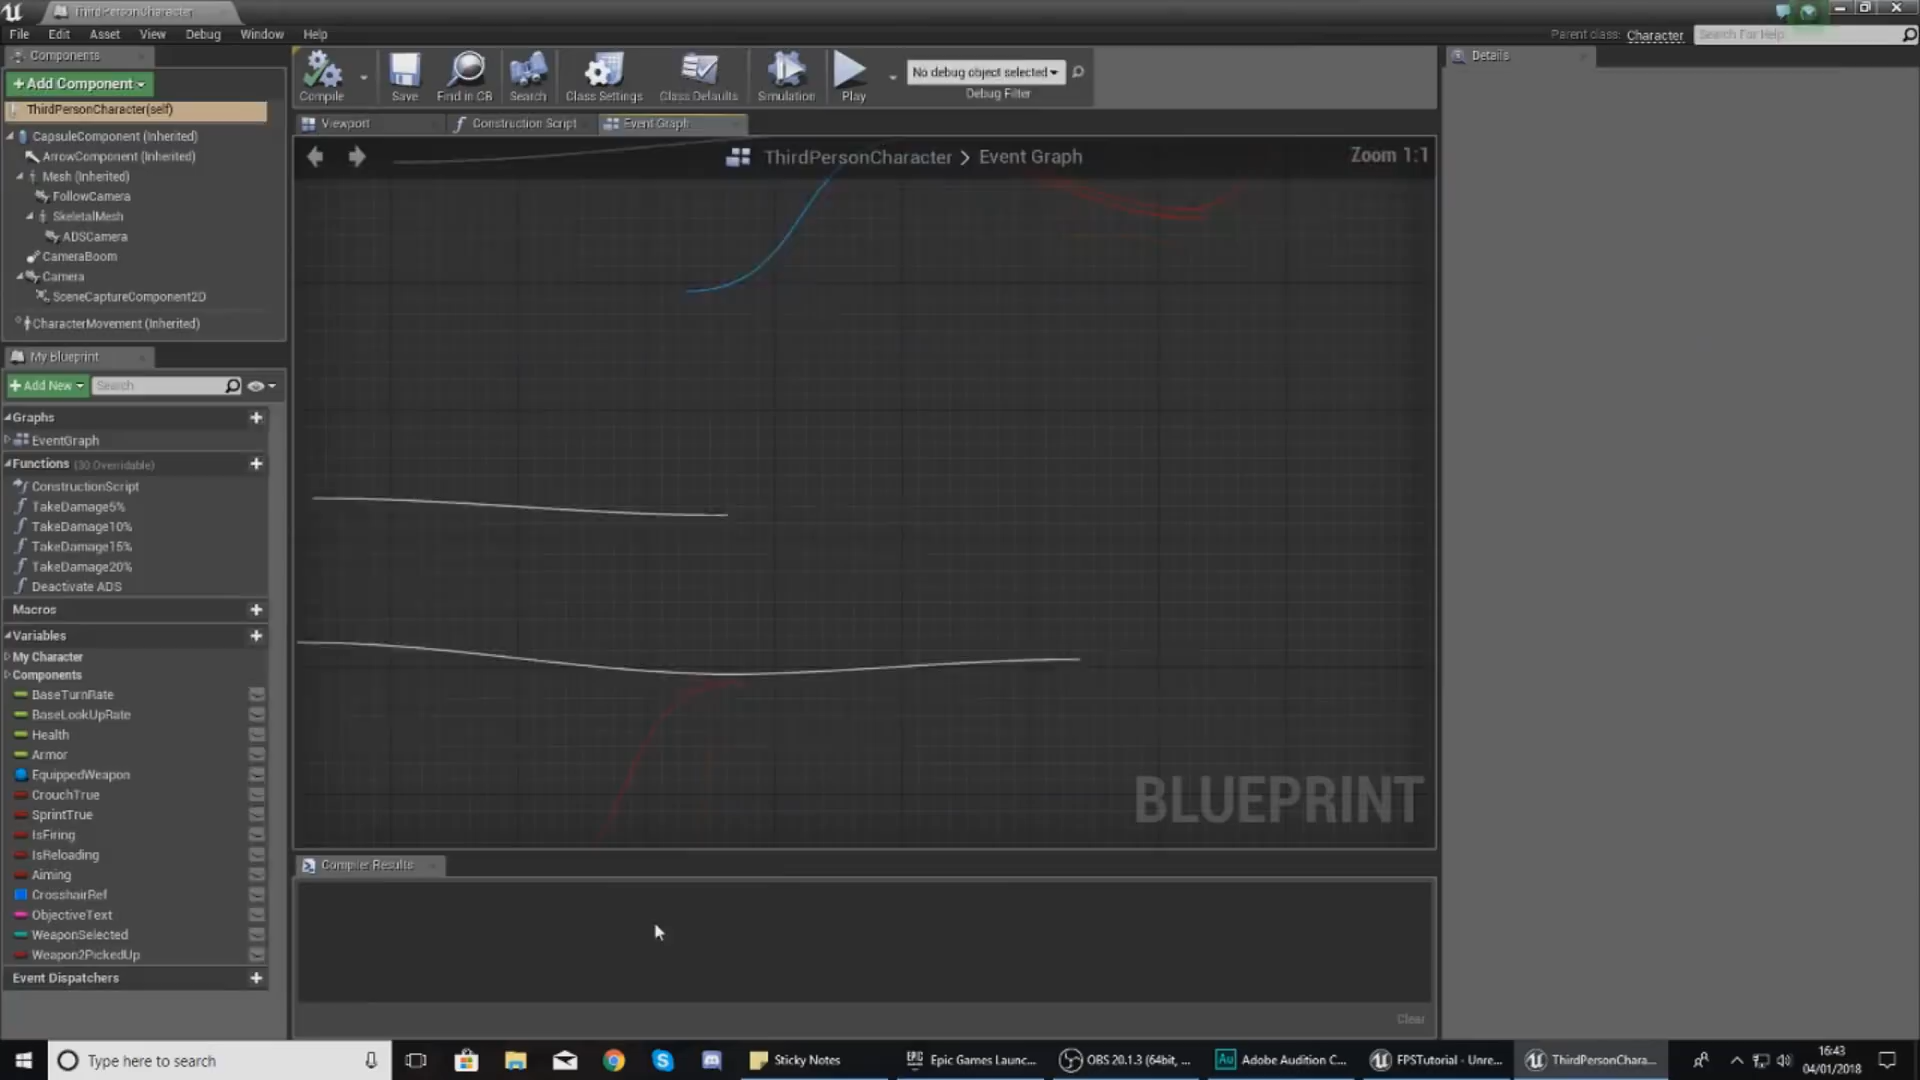 ThirdPersonCharacter
File Edit Asset View Debug Window Help
Parent class: Character Search For Help
Components
+Add Component
ThirdPersonCharacter(self)
CapsuleComponent (Inherited)
ArrowComponent (Inherited)
Mesh (Inherited)
FollowCamera
SkeletalMesh
ADSCamera
CameraBoom
Camera
SceneCaptureComponent2D
CharacterMovement (Inherited)
Compile Save Find in CB Search Class Settings Class Defaults Simulation Play
No debug object selected
Debug Filter
Details
Viewport Construction Script Event Graph
ThirdPersonCharacter > Event Graph
Zoom 1:1
My Blueprint
+Add New Search
Graphs
EventGraph
Functions (30 Overridable)
ConstructionScript
TakeDamage5%
TakeDamage10%
TakeDamage15%
TakeDamage20%
Deactivate ADS
Macros
Variables
My Character
Components
BaseTurnRate
BaseLookUpRate
Health
Armor
EquippedWeapon
CrouchTrue
SprintTrue
IsFiring
IsReloading
Aiming
CrosshairRef
ObjectiveText
WeaponSelected
Weapon2PickedUp
Event Dispatchers
BLUEPRINT
Compiler Results
Clear
Type here to search
Sticky Notes
EPIC
Epic Games Launc...
OBS 20.1.3 (64bit, ...
Au
Adobe Audition C...
FPSTutorial - Unre...
ThirdPersonChara...
16:43
04/01/2018